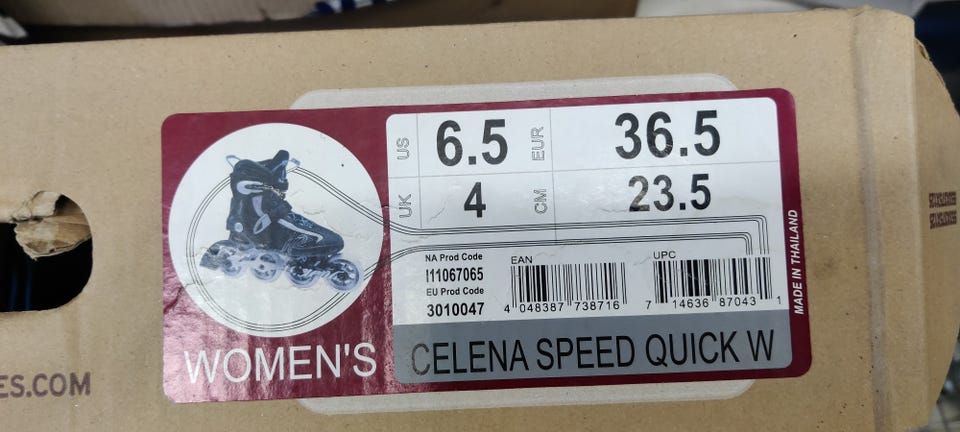 US 6.5 EUR 36.5
UK 4 CM 23.5
NA Prod Code
I11067065
EU Prod Code
3010047
EAN
4 048387 738716
UPC
7 14636 87043 1
MADE IN THAILAND
WOMEN'S
CELENA SPEED QUICK W
ES.COM